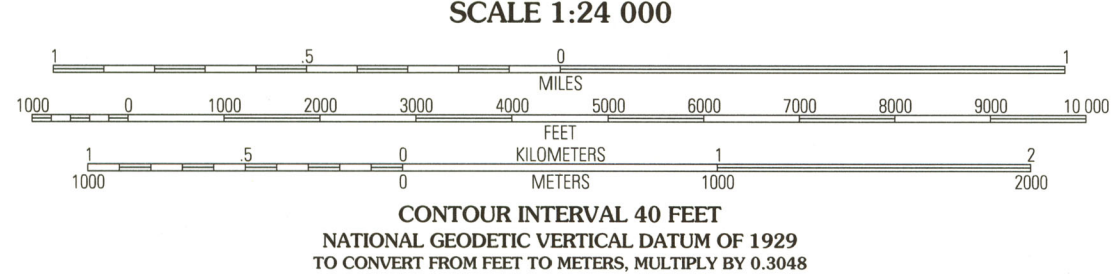 SCALE 1:24 000
1 .5 0 1
MILES
1000 0 1000 2000 3000 4000 5000 6000 7000 8000 9000 10 000
FEET
1 .5 0 KILOMETERS 1 2
1000 0 METERS 1000 2000
CONTOUR INTERVAL 40 FEET
NATIONAL GEODETIC VERTICAL DATUM OF 1929
TO CONVERT FROM FEET TO METERS, MULTIPLY BY 0.3048